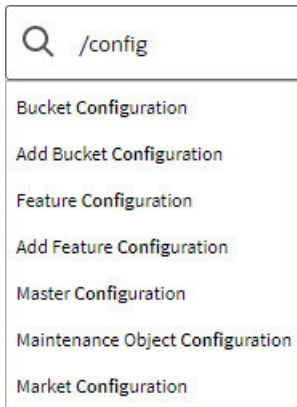 /config
Bucket Configuration
Add Bucket Configuration
Feature Configuration
Add Feature Configuration
Master Configuration
Maintenance Object Configuration
Market Configuration